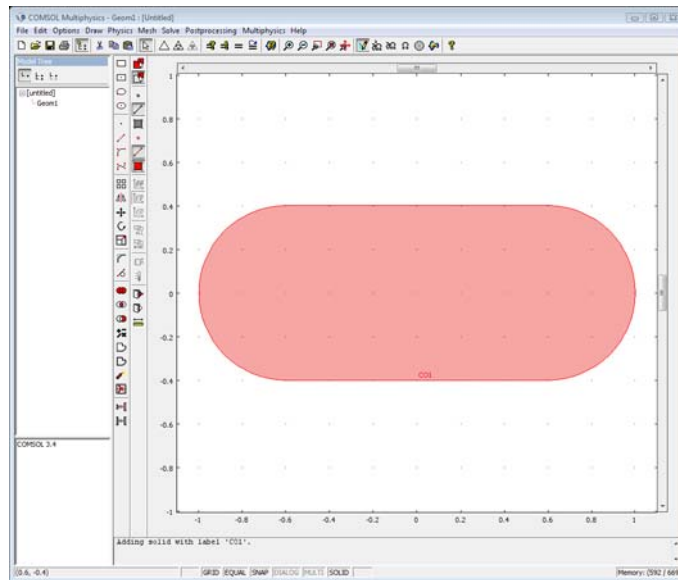 COMSOL Multiphysics - Geom1 : [Untitled]
File Edit Options Draw Physics Mesh Solve Postprocessing Multiphysics Help
Model Tree
[untitled]
Geom1
COMSOL 3.4
1
0.8
0.6
0.4
0.2
0
-0.2
-0.4
-0.6
-0.8
-1
CO1
-1 -0.8 -0.6 -0.4 -0.2 0 0.2 0.4 0.6 0.8 1
Adding solid with label 'CO1'.
(0.6, -0.4) GRID EQUAL SNAP DIALOG MULTI SOLID Memory: (592 / 669